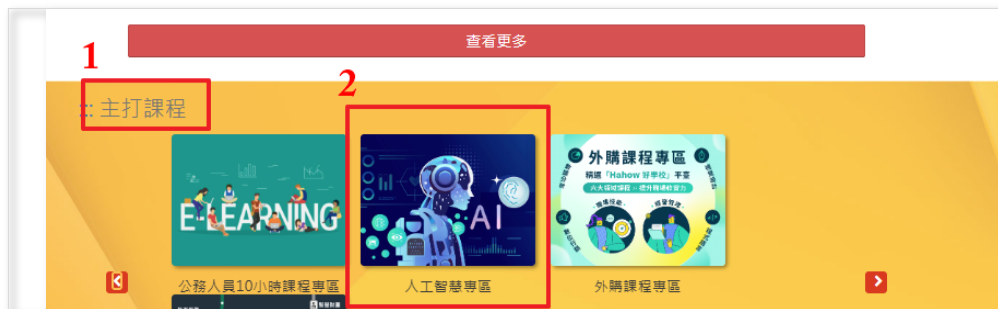 查看更多
1
2
::: 主打課程
E-LEARNING
AI
外購課程專區
精選「Hahow 好學校」平臺
公務人員10小時課程專區
人工智慧專區
外購課程專區